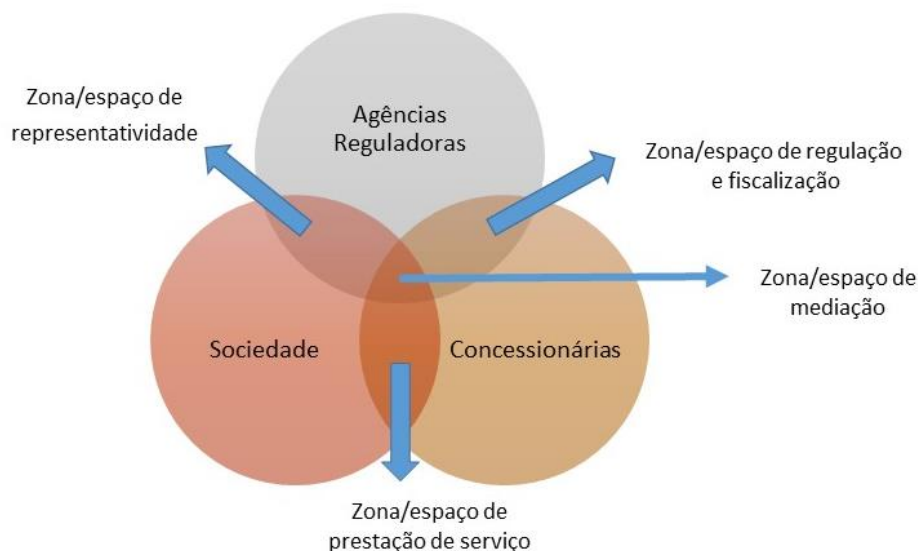 Zona/espaço de
representatividade
Agências
Reguladoras
Zona/espaço de regulação
e fiscalização
Zona/espaço de
mediação
Sociedade
Concessionárias
Zona/espaço de
prestação de serviço